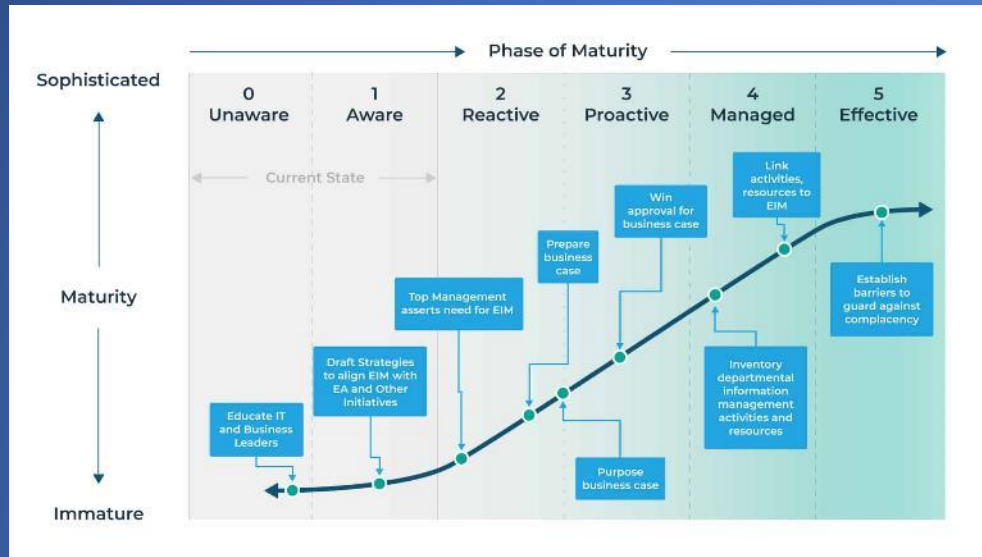 Phase of Maturity
Sophisticated
Maturity
Immature
0
Unaware
1
Aware
2
Reactive
3
Proactive
4
Managed
5
Effective
Current State
Educate IT
and Business
Leaders
Draft Strategies
to align EIM with
EA and Other
Initiatives
Top Management
asserts need for EIM
Prepare
business
case
Purpose
business case
Win
approval for
business case
Inventory
departmental
information
management
activities and
resources
Link
activities,
resources to
EIM
Establish
barriers to
guard against
complacency